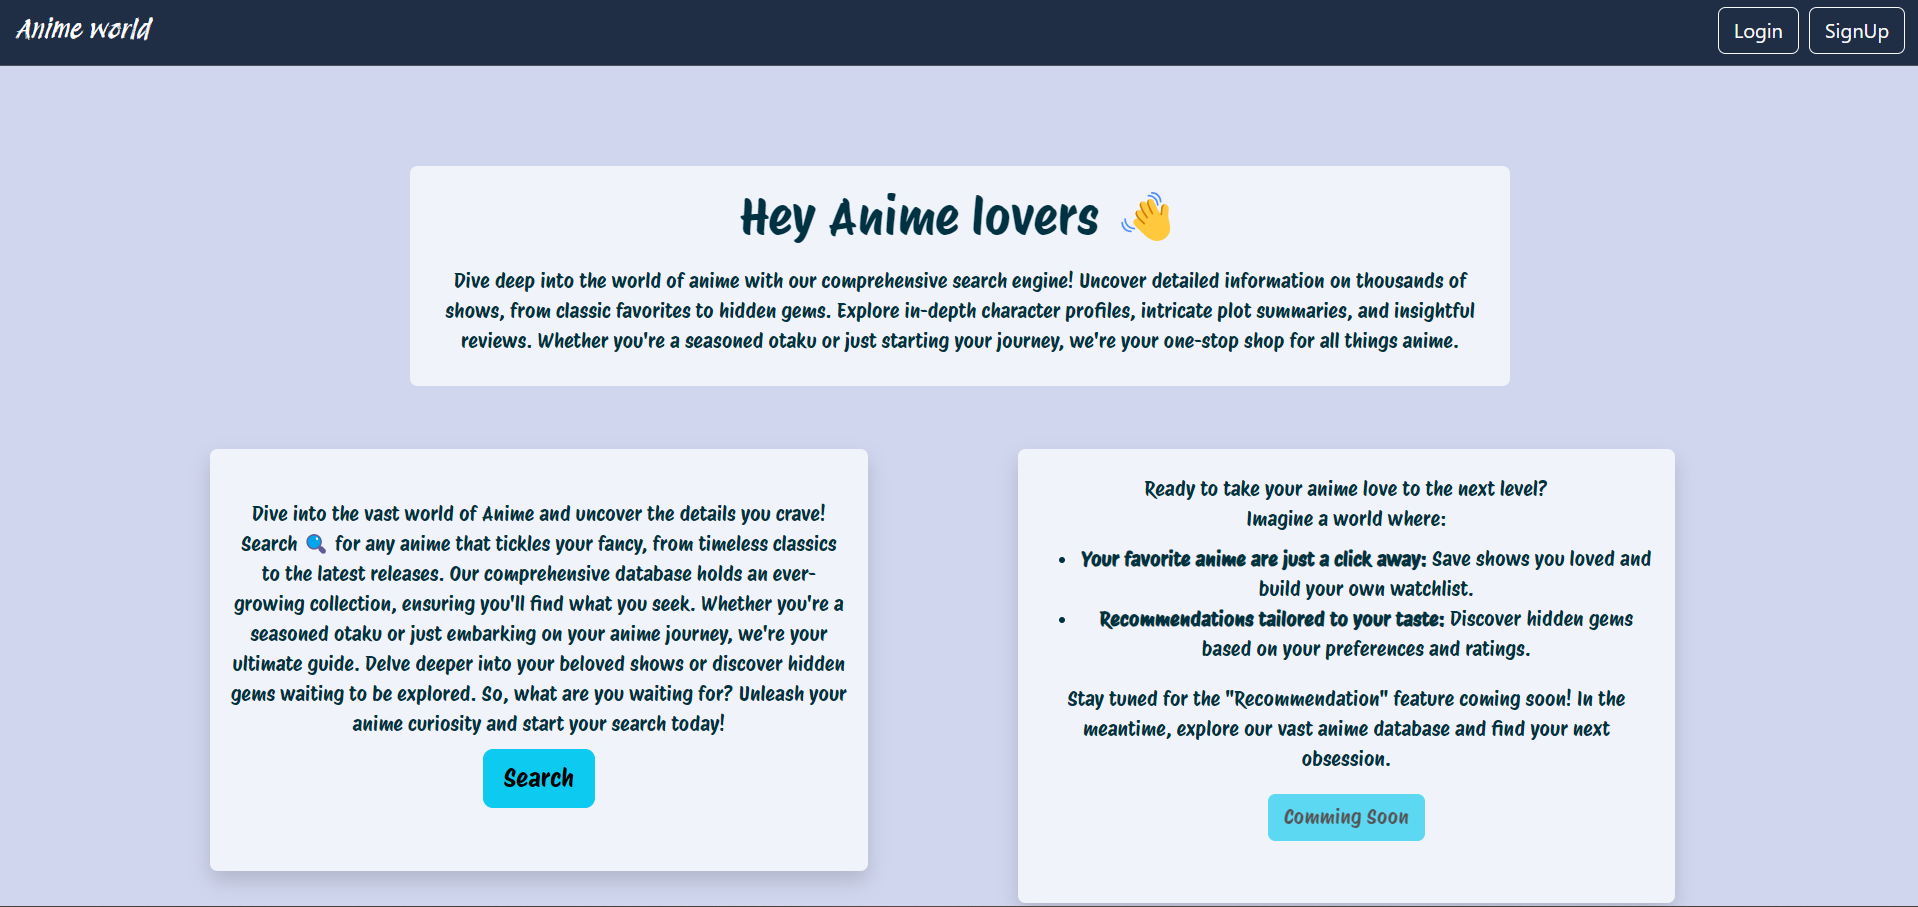 Anime world
Login
SignUp
Hey Anime lovers 👋
Dive deep into the world of anime with our comprehensive search engine! Uncover detailed information on thousands of
shows, from classic favorites to hidden gems. Explore in-depth character profiles, intricate plot summaries, and insightful
reviews. Whether you're a seasoned otaku or just starting your journey, we're your one-stop shop for all things anime.
Dive into the vast world of Anime and uncover the details you crave!
Search 🔍 for any anime that tickles your fancy, from timeless classics
to the latest releases. Our comprehensive database holds an ever-
growing collection, ensuring you'll find what you seek. Whether you're a
seasoned otaku or just embarking on your anime journey, we're your
ultimate guide. Delve deeper into your beloved shows or discover hidden
gems waiting to be explored. So, what are you waiting for? Unleash your
anime curiosity and start your search today!
Search
Ready to take your anime love to the next level?
Imagine a world where:
• Your favorite anime are just a click away: Save shows you loved and
build your own watchlist.
• Recommendations tailored to your taste: Discover hidden gems
based on your preferences and ratings.
Stay tuned for the "Recommendation" feature coming soon! In the
meantime, explore our vast anime database and find your next
obsession.
Comming Soon